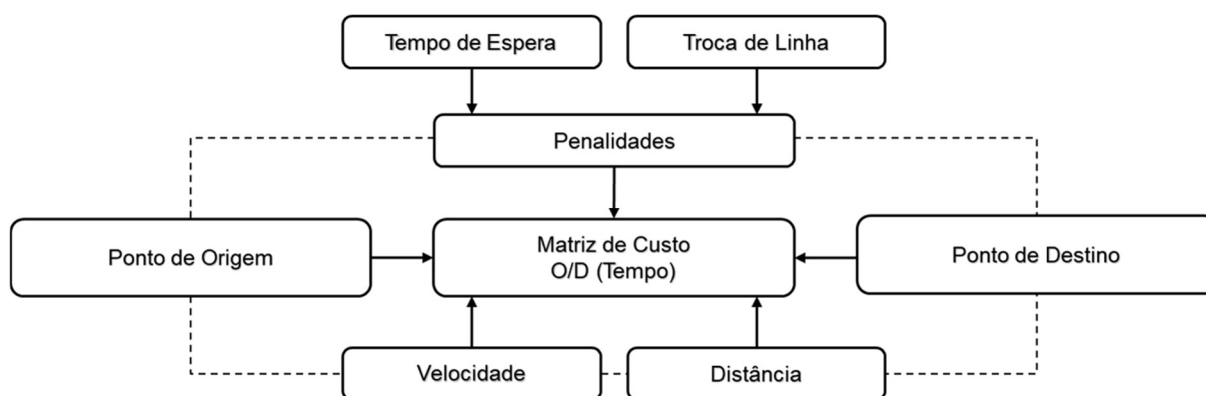 Tempo de Espera
Troca de Linha
Penalidades
Ponto de Origem
Matriz de Custo
O/D (Tempo)
Ponto de Destino
Velocidade
Distância